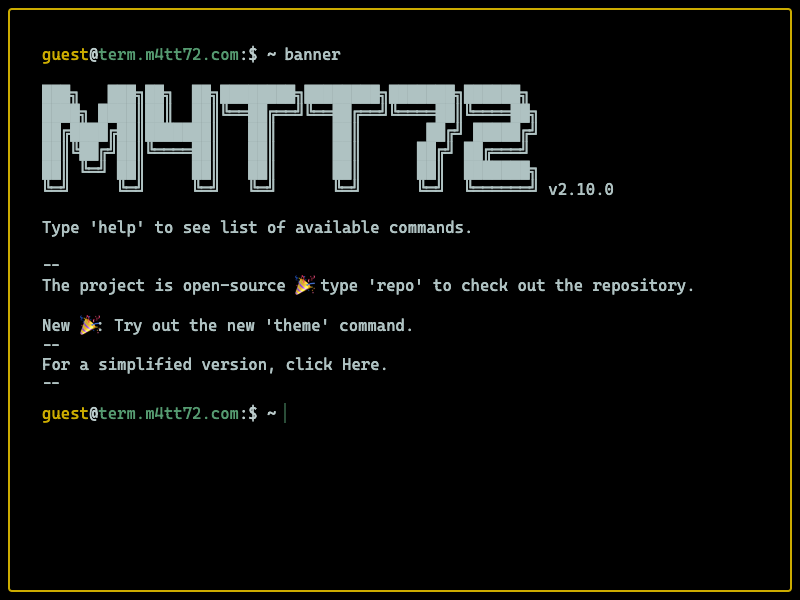 guest@term.m4tt72.com:$ ~ banner
M4TT72 v2.10.0
Type 'help' to see list of available commands.
--
The project is open-source 🎉 type 'repo' to check out the repository.
New 🎉: Try out the new 'theme' command.
--
For a simplified version, click Here.
--
guest@term.m4tt72.com:$ ~